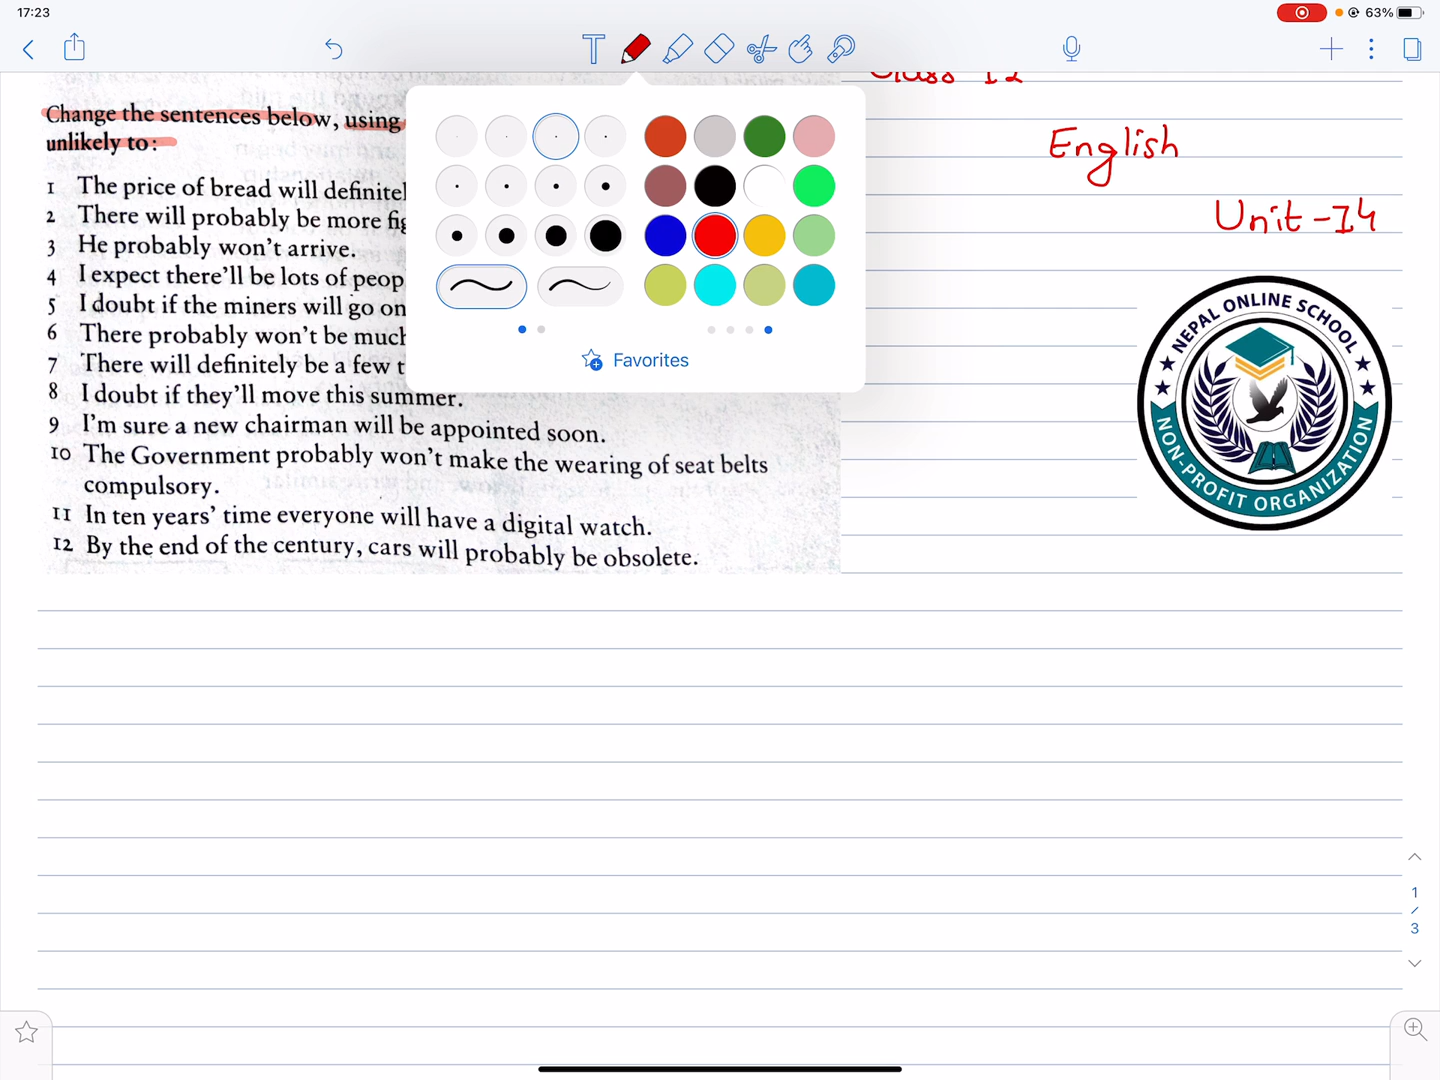 17:23
63%
Class - 12
English
Unit - 14
Change the sentences below, using
unlikely to:
1 The price of bread will
2 There will probably be more
3 He probably won't arrive.
4 I expect there'll be lots of
5 I doubt if the miners will go on
6 There probably won't be much
7 There will definitely be a few
8 I doubt if they'll move this summer.
9 I'm sure a new chairman will be appointed soon.
10 The Government probably won't make the wearing of seat belts
compulsory.
11 In ten years' time everyone will have a digital watch.
12 By the end of the century, cars will probably be obsolete.
Favorites
NEPAL ONLINE SCHOOL
NON-PROFIT ORGANIZATION
1
/
3